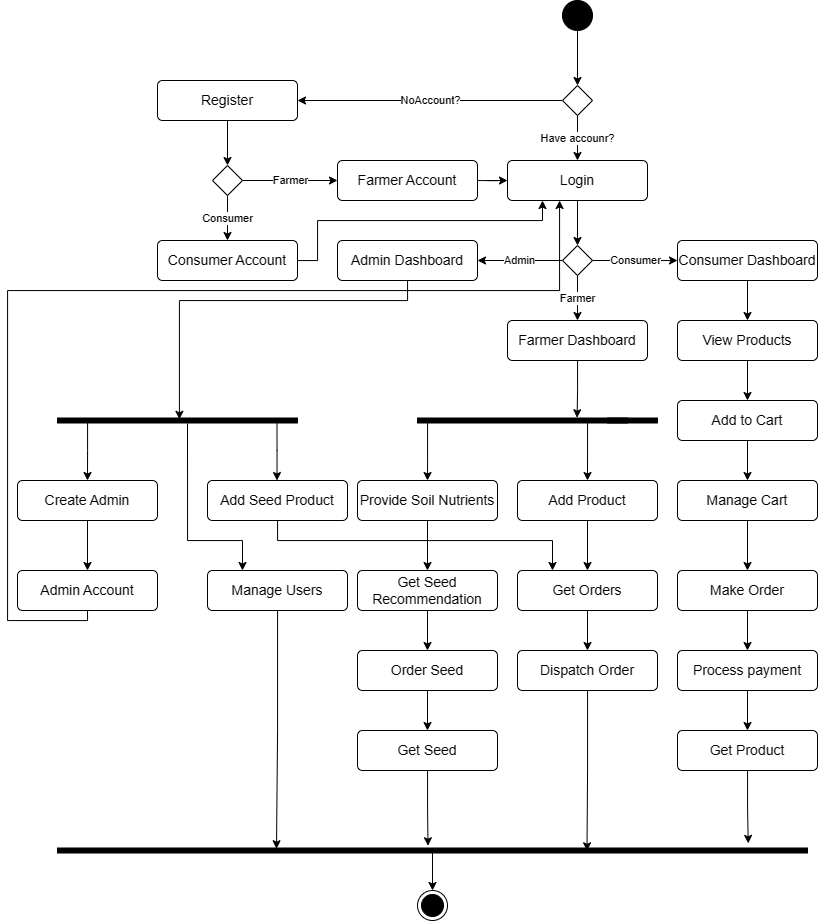 Register
NoAccount?
Have accounr?
Farmer
Farmer Account
Login
Consumer
Consumer Account
Admin Dashboard
Admin
Consumer
Consumer Dashboard
Farmer
Farmer Dashboard
View Products
Add to Cart
Create Admin
Add Seed Product
Provide Soil Nutrients
Add Product
Manage Cart
Admin Account
Manage Users
Get Seed
Recommendation
Get Orders
Make Order
Order Seed
Dispatch Order
Process payment
Get Seed
Get Product